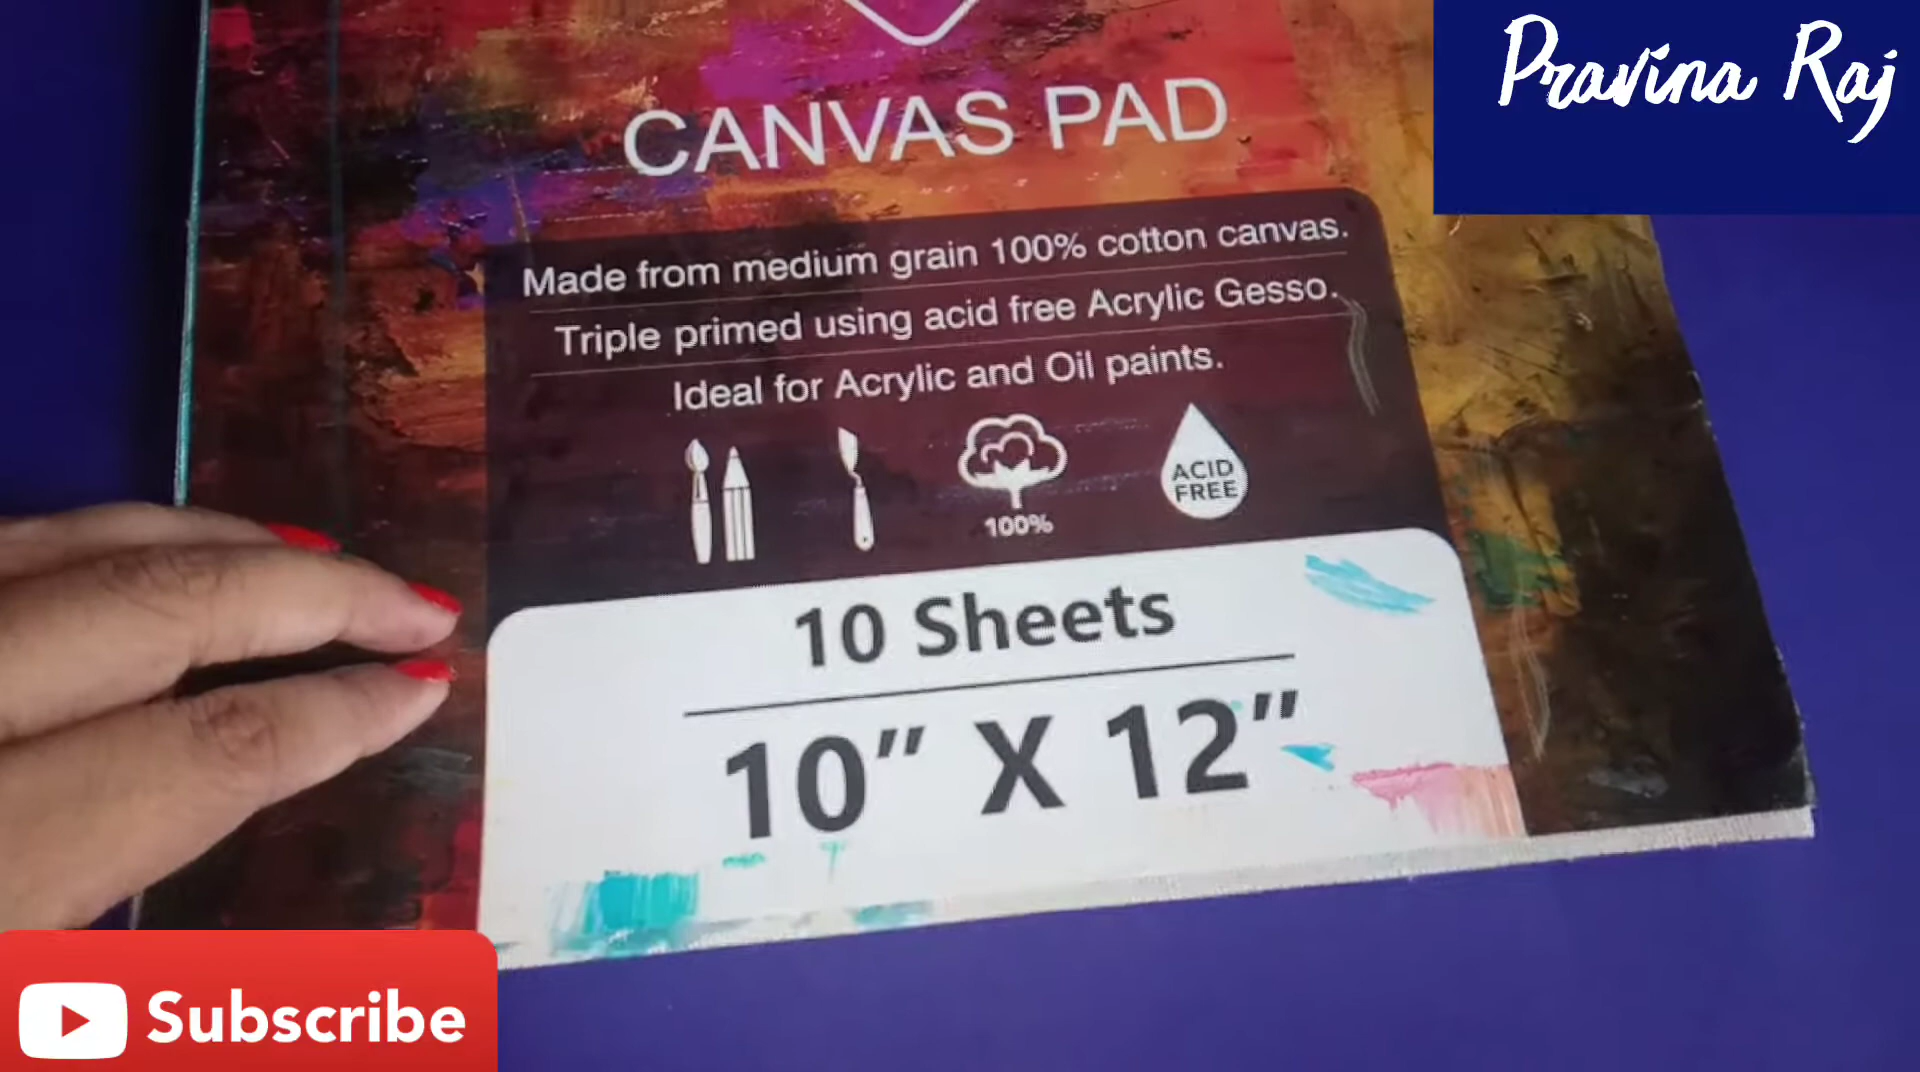 Pravina Raj
CANVAS PAD
Made from medium grain 100% cotton canvas.
Triple primed using acid free Acrylic Gesso.
Ideal for Acrylic and Oil paints.
100%
ACID
FREE
10 Sheets
10” X 12”
Subscribe